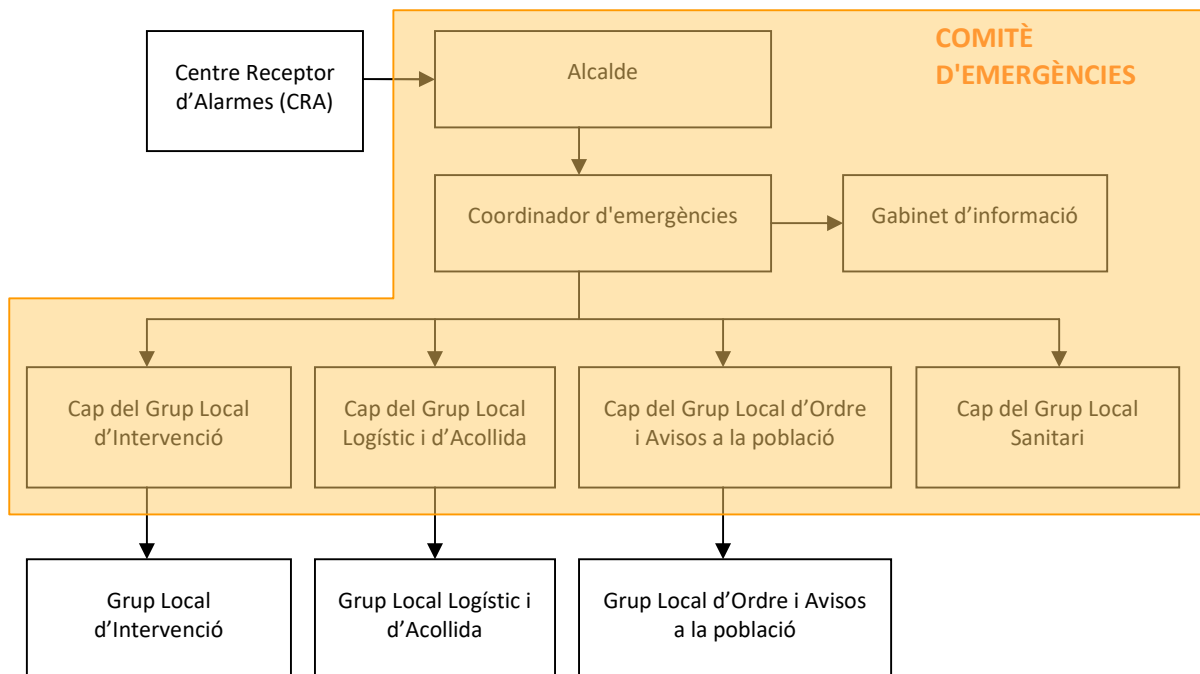 COMITÈ
D'EMERGÈNCIES
Centre Receptor
d’Alarmes (CRA)
Alcalde
Coordinador d'emergències
Gabinet d’informació
Cap del Grup Local
d’Intervenció
Cap del Grup Local
Logístic i d’Acollida
Cap del Grup Local d’Ordre
i Avisos a la població
Cap del Grup Local
Sanitari
Grup Local
d’Intervenció
Grup Local Logístic i
d’Acollida
Grup Local d’Ordre i Avisos
a la població